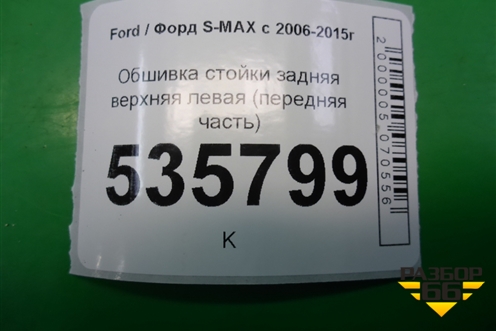 Ford / Форд S-MAX с 2006-2015г
Обшивка стойки задняя
верхняя левая (передняя
часть)
535799
К
2000005070556
РАЗБОР
66